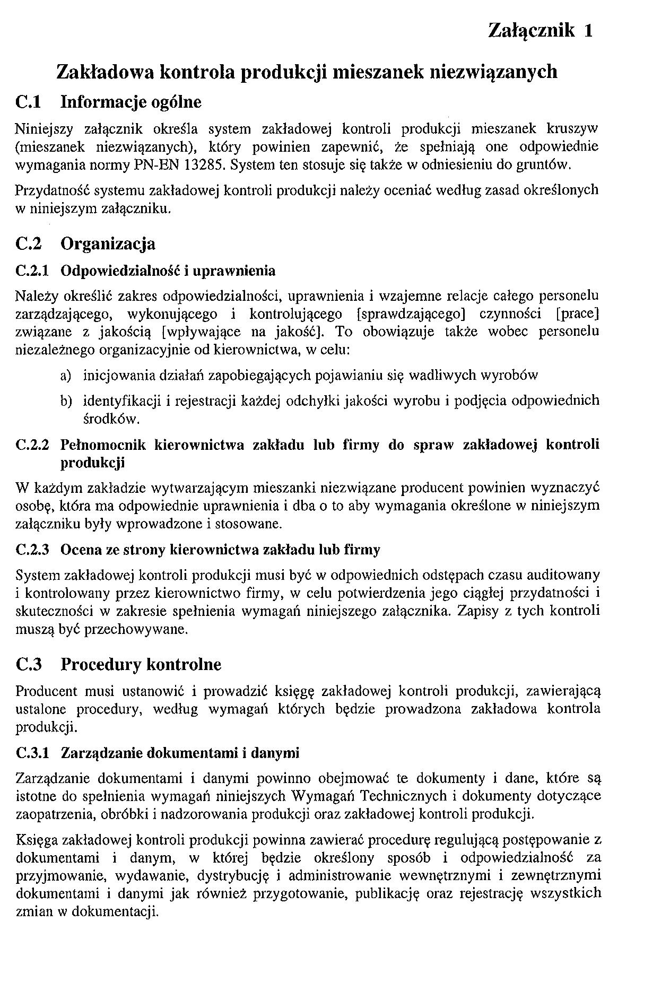 Załącznik 1
Zakładowa kontrola produkcji mieszanek niezwiązanych
C.1 Informacje ogólne
Niniejszy załącznik określa system zakładowej kontroli produkcji mieszanek kruszyw
(mieszanek niezwiązanych), który powinien zapewnić, że spełniają one odpowiednie
wymagania normy PN-EN 13285. System ten stosuje się także w odniesieniu do gruntów.
Przydatność systemu zakładowej kontroli produkcji należy oceniać według zasad określonych
w niniejszym załączniku.
C.2 Organizacja
C.2.1 Odpowiedzialność i uprawnienia
Należy określić zakres odpowiedzialności, uprawnienia i wzajemne relacje całego personelu
zarządzającego, wykonującego i kontrolującego [sprawdzającego] czynności [prace]
związane z jakością [wpływające na jakość]. To obowiązuje także wobec personelu
niezależnego organizacyjnie od kierownictwa, w celu:
a) inicjowania działań zapobiegających pojawianiu się wadliwych wyrobów
b) identyfikacji i rejestracji każdej odchyłki jakości wyrobu i podjęcia odpowiednich
środków.
C.2.2 Pełnomocnik kierownictwa zakładu lub firmy do spraw zakładowej kontroli
produkcji
W każdym zakładzie wytwarzającym mieszanki niezwiązane producent powinien wyznaczyć
osobę, która ma odpowiednie uprawnienia i dba o to aby wymagania określone w niniejszym
załączniku były wprowadzone i stosowane.
C.2.3 Ocena ze strony kierownictwa zakładu lub firmy
System zakładowej kontroli produkcji musi być w odpowiednich odstępach czasu auditowany
i kontrolowany przez kierownictwo firmy, w celu potwierdzenia jego ciągłej przydatności i
skuteczności w zakresie spełnienia wymagań niniejszego załącznika. Zapisy z tych kontroli
muszą być przechowywane.
C.3 Procedury kontrolne
Producent musi ustanowić i prowadzić księgę zakładowej kontroli produkcji, zawierającą
ustalone procedury, według wymagań których będzie prowadzona zakładowa kontrola
produkcji.
C.3.1 Zarządzanie dokumentami i danymi
Zarządzanie dokumentami i danymi powinno obejmować te dokumenty i dane, które są
istotne do spełnienia wymagań niniejszych Wymagań Technicznych i dokumenty dotyczące
zaopatrzenia, obróbki i nadzorowania produkcji oraz zakładowej kontroli produkcji.
Księga zakładowej kontroli produkcji powinna zawierać procedurę regulującą postępowanie z
dokumentami i danym, w której będzie określony sposób i odpowiedzialność za
przyjmowanie, wydawanie, dystrybucję i administrowanie wewnętrznymi i zewnętrznymi
dokumentami i danymi jak również przygotowanie, publikację oraz rejestrację wszystkich
zmian w dokumentacji.